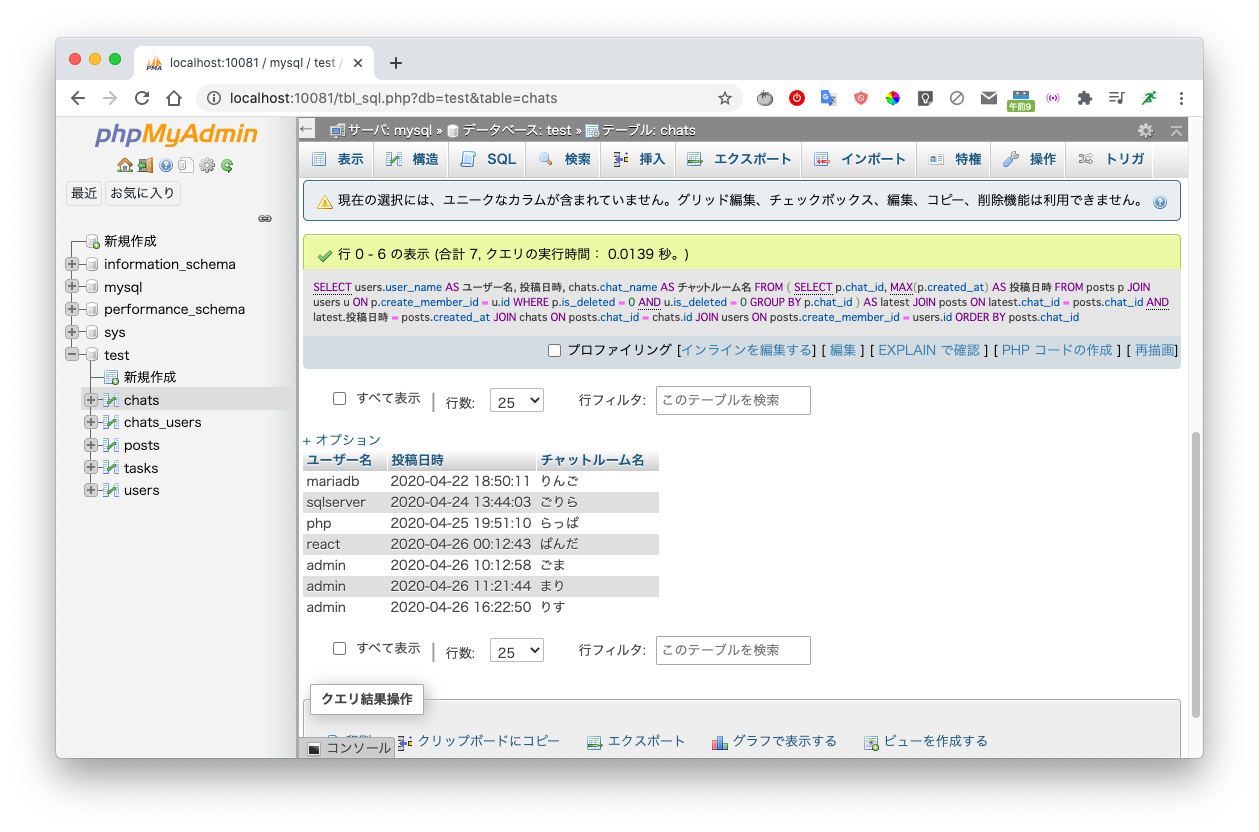 localhost:10081 / mysql / test /
localhost:10081/tbl_sql.php?db=test&table=chats
午前9
phpMyAdmin
サーバ: mysql » データベース: test » テーブル: chats
表示 構造 SQL 検索 挿入 エクスポート インポート 特権 操作 トリガ
最近 お気に入り
新規作成
information_schema
mysql
performance_schema
sys
test
新規作成
chats
chats_users
posts
tasks
users
現在の選択には、ユニークなカラムが含まれていません。グリッド編集、チェックボックス、編集、コピー、削除機能は利用できません。
行 0 - 6 の表示 (合計 7, クエリの実行時間： 0.0139 秒。)
SELECT users.user_name AS ユーザー名, 投稿日時, chats.chat_name AS チャットルーム名 FROM ( SELECT p.chat_id, MAX(p.created_at) AS 投稿日時 FROM posts p JOIN
users u ON p.create_member_id = u.id WHERE p.is_deleted = 0 AND u.is_deleted = 0 GROUP BY p.chat_id ) AS latest JOIN posts ON latest.chat_id = posts.chat_id AND
latest.投稿日時 = posts.created_at JOIN chats ON posts.chat_id = chats.id JOIN users ON posts.create_member_id = users.id ORDER BY posts.chat_id
プロファイリング [インラインを編集する] [ 編集 ] [ EXPLAIN で確認 ] [ PHP コードの作成 ] [ 再描画]
すべて表示 | 行数: 25 行フィルタ: このテーブルを検索
+ オプション
ユーザー名 投稿日時 チャットルーム名
mariadb 2020-04-22 18:50:11 りんご
sqlserver 2020-04-24 13:44:03 ごりら
php 2020-04-25 19:51:10 らっぱ
react 2020-04-26 00:12:43 ぱんだ
admin 2020-04-26 10:12:58 ごま
admin 2020-04-26 11:21:44 まり
admin 2020-04-26 16:22:50 りす
すべて表示 | 行数: 25 行フィルタ: このテーブルを検索
クエリ結果操作
クリップボードにコピー エクスポート グラフで表示する ビューを作成する
コンソール